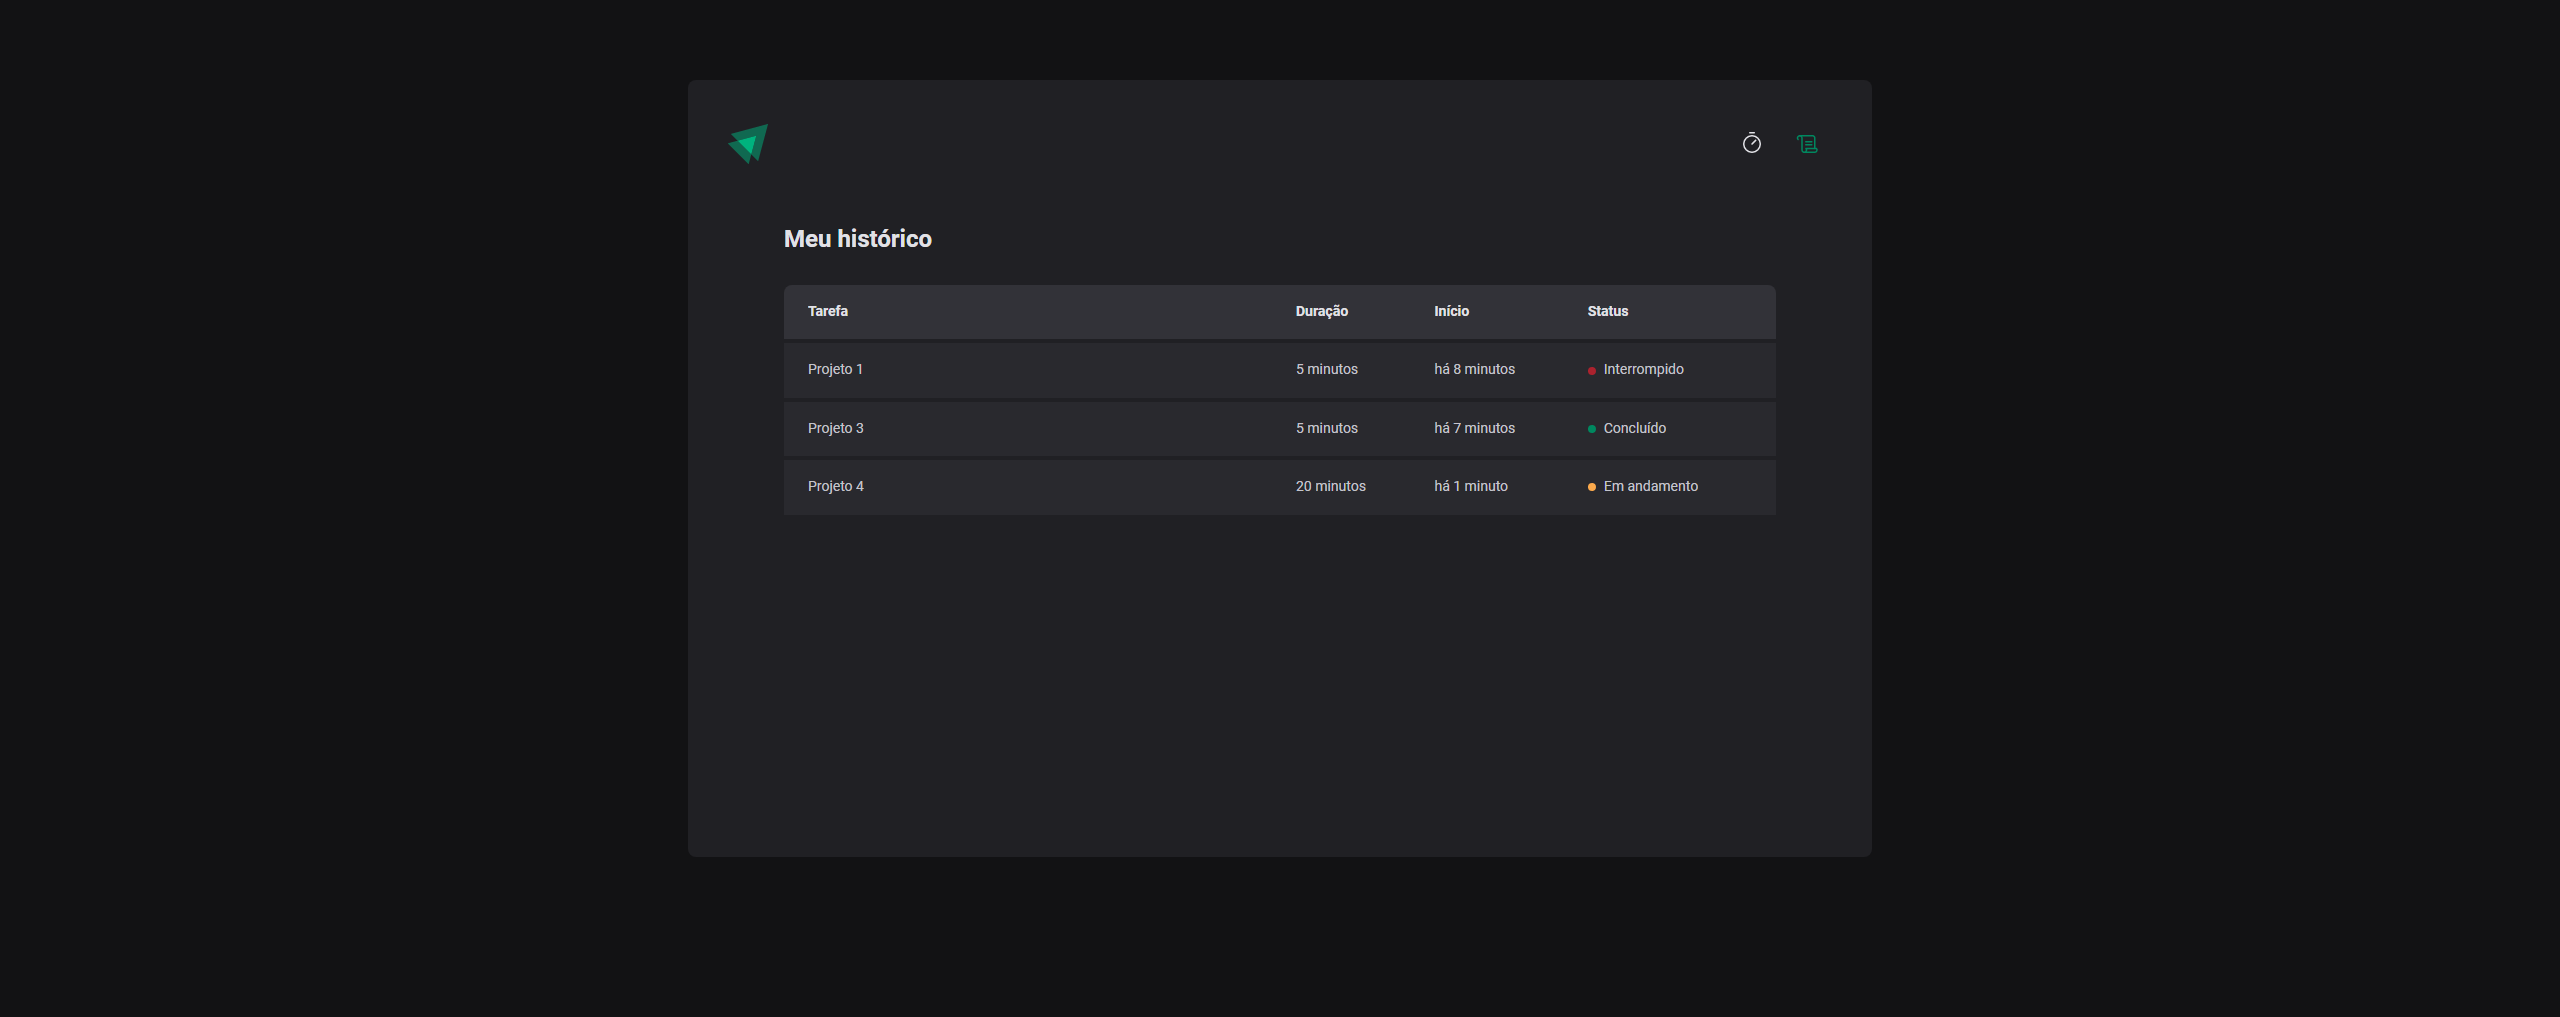 Meu histórico
Tarefa Duração Início Status
Projeto 1 5 minutos há 8 minutos Interrompido
Projeto 3 5 minutos há 7 minutos Concluído
Projeto 4 20 minutos há 1 minuto Em andamento